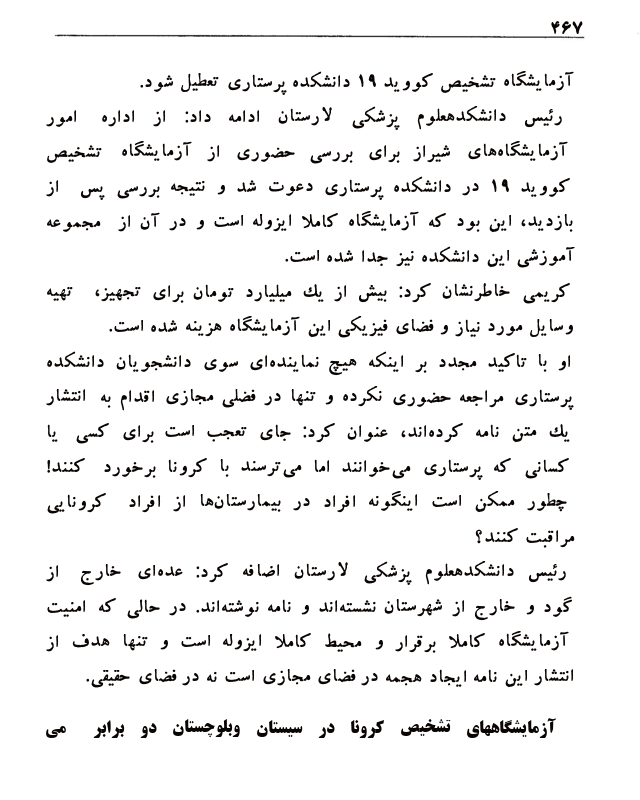 ۴۶۷
آزمایشگاه تشخیص کووید ۱۹ دانشکده پرستاری تعطیل شود.
رئیس دانشکدهعلوم پزشکی لارستان ادامه داد: از اداره امور
آزمایشگاه‌های شیراز برای بررسی حضوری از آزمایشگاه تشخیص
کووید ۱۹ در دانشکده پرستاری دعوت شد و نتیجه بررسی پس از
بازدید، این بود که آزمایشگاه کاملا ایزوله است و در آن از مجموعه
آموزشی این دانشکده نیز جدا شده است.
کریمی خاطرنشان کرد: بیش از یك میلیارد تومان برای تجهیز، تهیه
وسایل مورد نیاز و فضای فیزیکی این آزمایشگاه هزینه شده است.
او با تاکید مجدد بر اینکه هیچ نماینده‌ای سوی دانشجویان دانشکده
پرستاری مراجعه حضوری نکرده و تنها در فضلی مجازی اقدام به انتشار
یك متن نامه کرده‌اند، عنوان کرد: جای تعجب است برای کسی یا
کسانی که پرستاری می‌خوانند اما می‌ترسند با کرونا برخورد کنند!
چطور ممکن است اینگونه افراد در بیمارستان‌ها از افراد کرونایی
مراقبت کنند؟
رئیس دانشکدهعلوم پزشکی لارستان اضافه کرد: عده‌ای خارج از
گود و خارج از شهرستان نشسته‌اند و نامه نوشته‌اند. در حالی که امنیت
آزمایشگاه کاملا برقرار و محیط کاملا ایزوله است و تنها هدف از
انتشار این نامه ایجاد هجمه در فضای مجازی است نه در فضای حقیقی.
آزمایشگاههای تشخیص کرونا در سیستان وبلوچستان دو برابر می